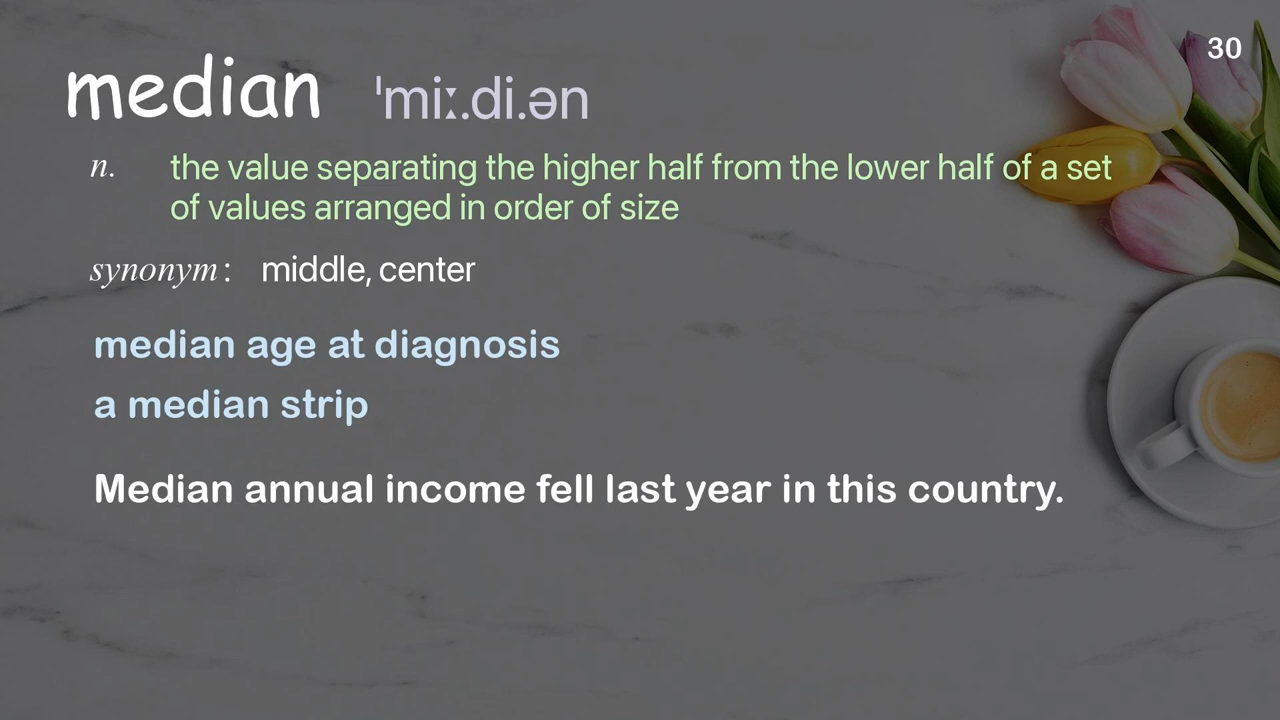 30
median ˈmiː.di.ən
n. the value separating the higher half from the lower half of a set
of values arranged in order of size
synonym: middle, center
median age at diagnosis
a median strip
Median annual income fell last year in this country.